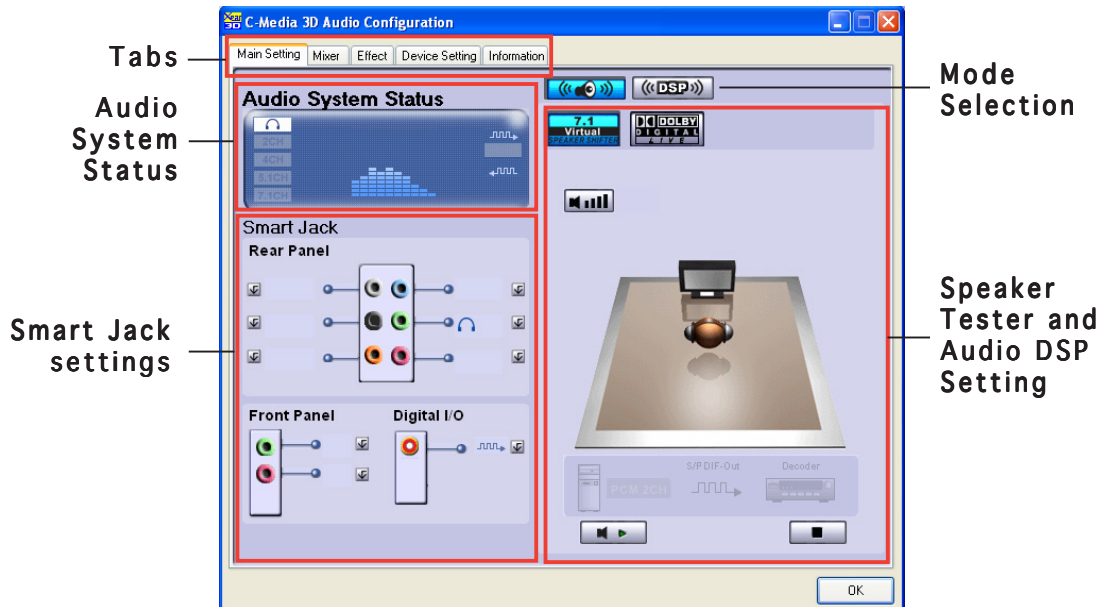 C-Media 3D Audio Configuration
Main Setting Mixer Effect Device Setting Information
Tabs
Mode
Selection
DSP
Audio
System
Status
Audio System Status
2CH
4CH
5.1CH
7.1CH
7.1
Virtual
SPEAKER SHIFTER
DOLBY
DIGITAL
LIVE
Smart Jack
settings
Smart Jack
Rear Panel
Front Panel
Digital I/O
Speaker
Tester and
Audio DSP
Setting
S/PDIF-Out
Decoder
PCM 2CH
OK